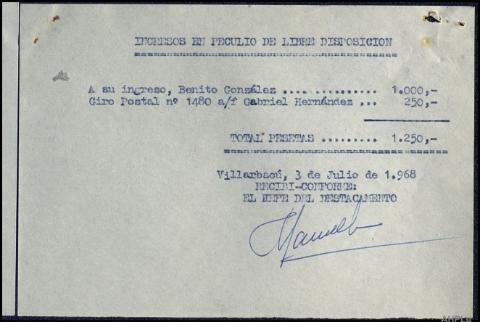 INGRESOS EN PECULIO DE LIBRE DISPOSICION
A su ingreso, Benito González ............... 1.000,-
Giro Postal nº 1480 a/f Gabriel Hernández ... 250,-
TOTAL PESETAS ......... 1.250,-
Villarbacú, 3 de Julio de 1.968
RECIBI-CONFORME:
EL JEFE DEL DESTACAMENTO